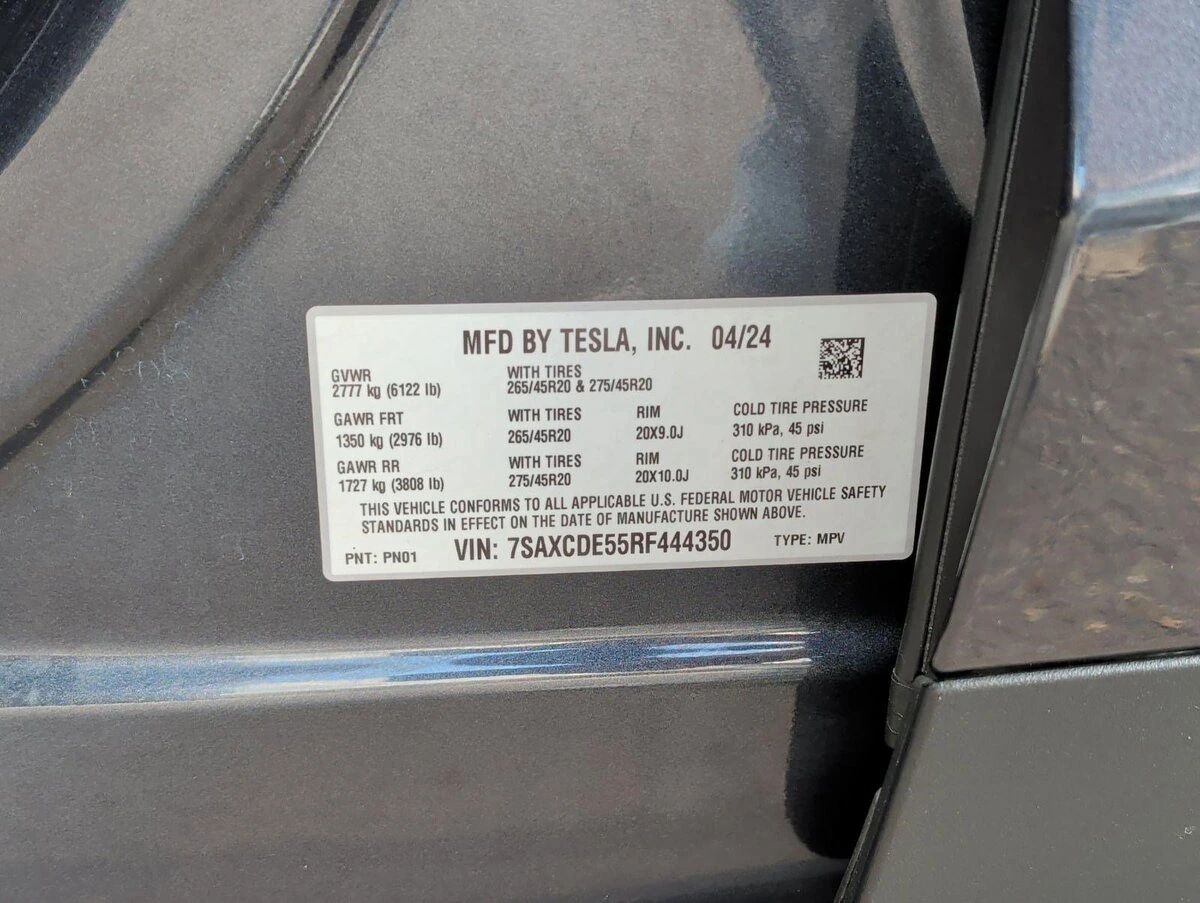 MFD BY TESLA, INC. 04/24
GVWR WITH TIRES
2777 kg (6122 lb) 265/45R20 & 275/45R20
GAWR FRT WITH TIRES RIM COLD TIRE PRESSURE
1350 kg (2976 lb) 265/45R20 20X9.0J 310 kPa, 45 psi
GAWR RR WITH TIRES RIM COLD TIRE PRESSURE
1727 kg (3808 lb) 275/45R20 20X10.0J 310 kPa, 45 psi
THIS VEHICLE CONFORMS TO ALL APPLICABLE U.S. FEDERAL MOTOR VEHICLE SAFETY
STANDARDS IN EFFECT ON THE DATE OF MANUFACTURE SHOWN ABOVE.
PNT: PN01 VIN: 7SAXCDE55RF444350 TYPE: MPV